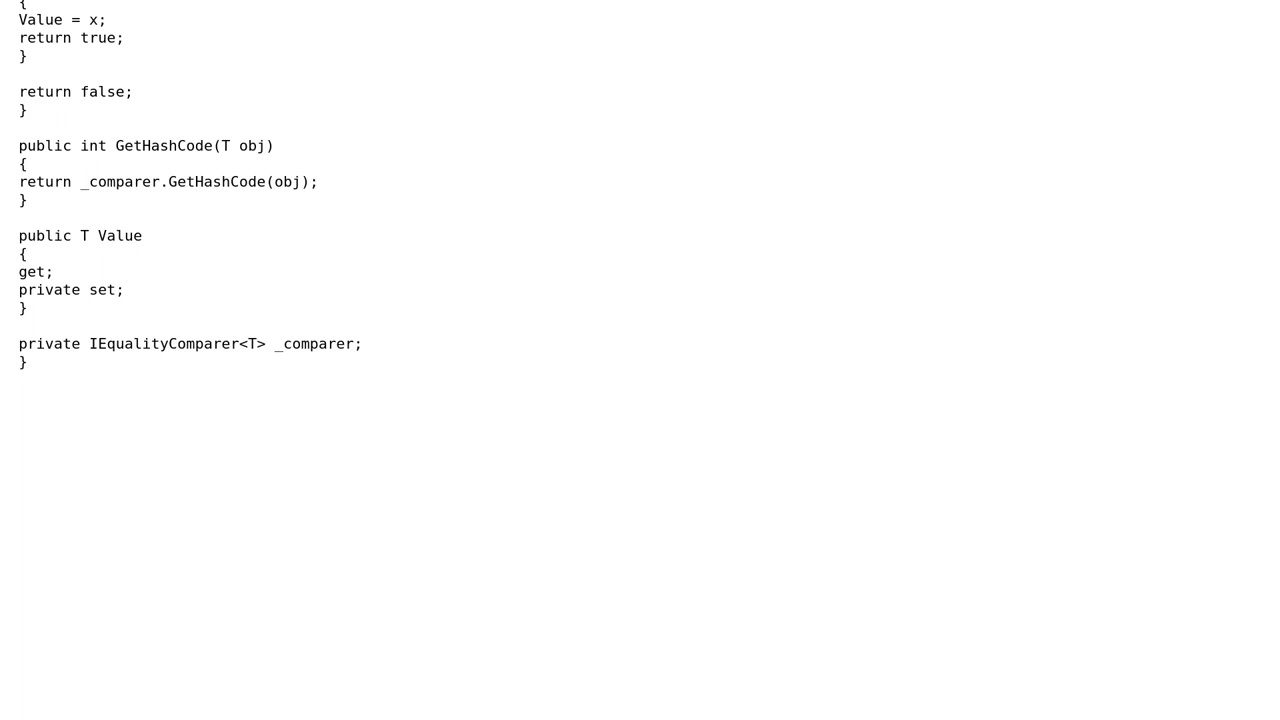 {
Value = x;
return true;
}

return false;
}

public int GetHashCode(T obj)
{
return _comparer.GetHashCode(obj);
}

public T Value
{
get;
private set;
}

private IEqualityComparer<T> _comparer;
}